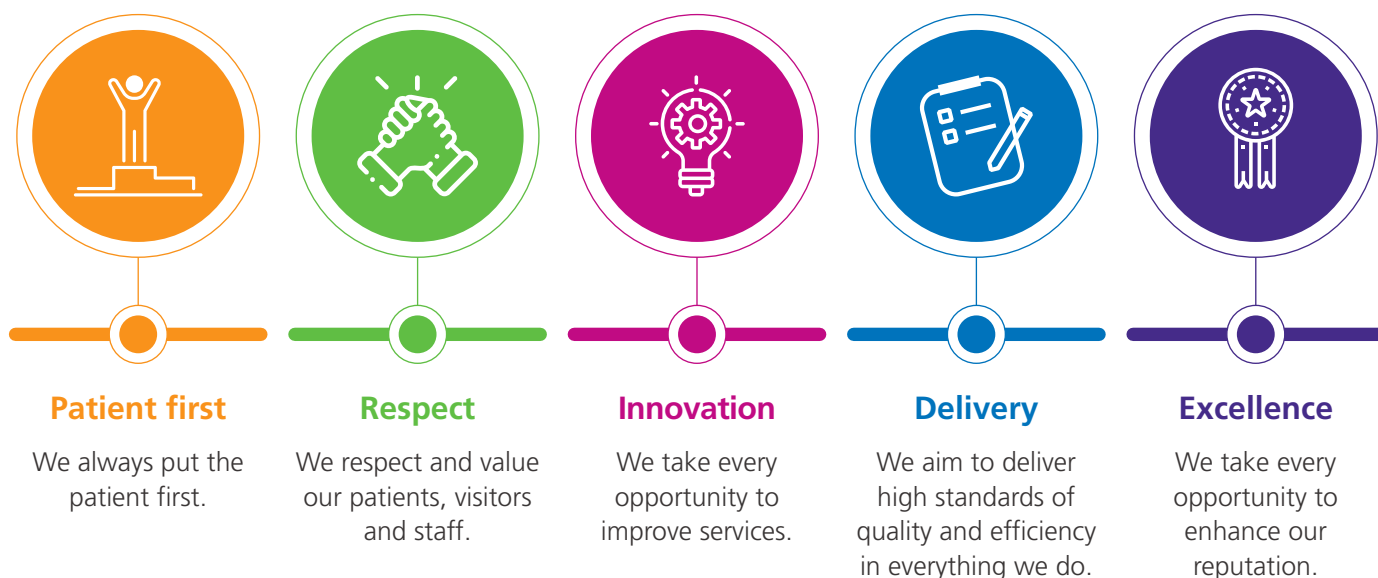 Patient first
We always put the
patient first.
Respect
We respect and value
our patients, visitors
and staff.
Innovation
We take every
opportunity to
improve services.
Delivery
We aim to deliver
high standards of
quality and efficiency
in everything we do.
Excellence
We take every
opportunity to
enhance our
reputation.